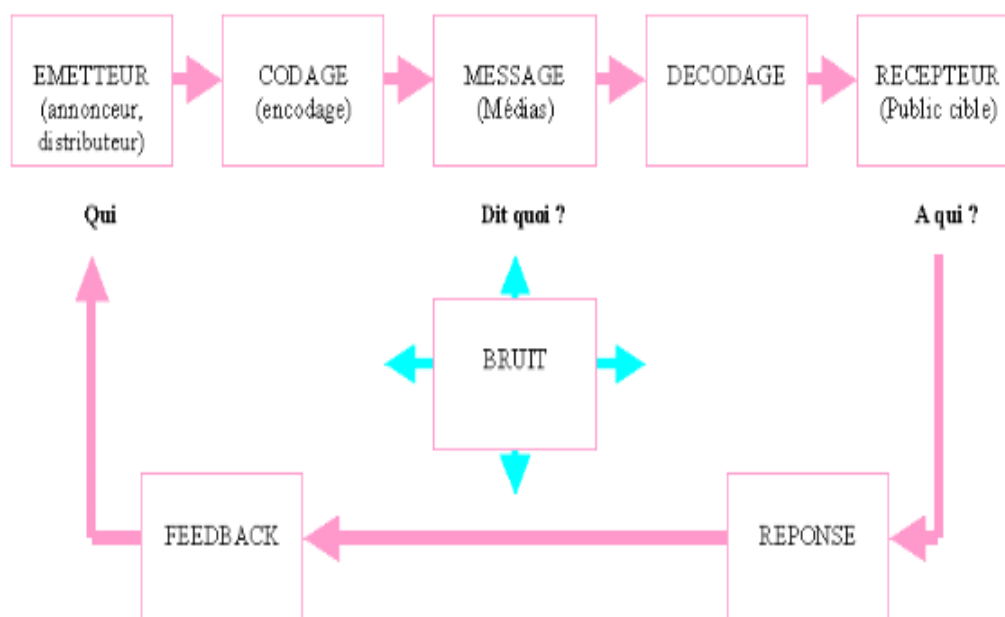 EMETTEUR
(annonceur,
distributeur)
CODAGE
(encodage)
MESSAGE
(Médias)
DECODAGE
RECEPTEUR
(Public cible)
Qui
Dit quoi ?
A qui ?
BRUIT
FEEDBACK
REPONSE